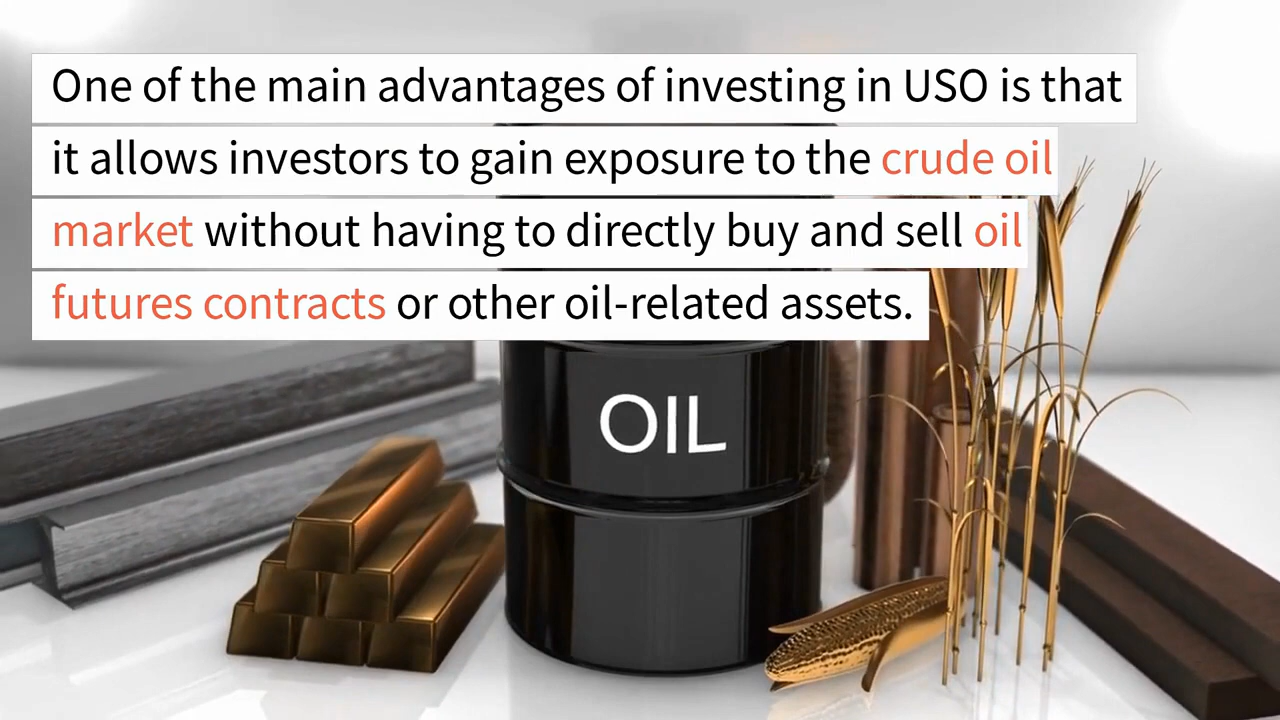 One of the main advantages of investing in USO is that
it allows investors to gain exposure to the crude oil
market without having to directly buy and sell oil
futures contracts or other oil-related assets.
OIL